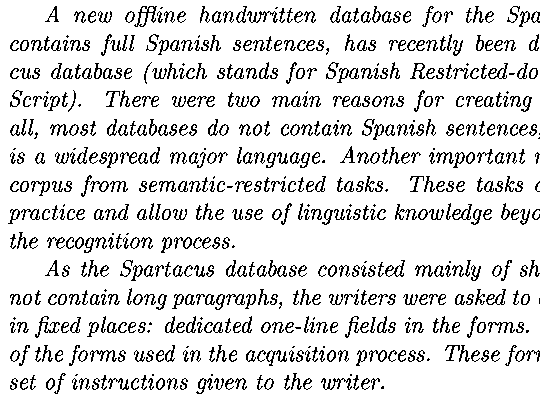 A new offline handwritten database for the Spa
contains full Spanish sentences, has recently been d
cus database (which stands for Spanish Restricted-do
Script). There were two main reasons for creating
all, most databases do not contain Spanish sentences,
is a widespread major language. Another important r
corpus from semantic-restricted tasks. These tasks
practice and allow the use of linguistic knowledge beyo
the recognition process.
As the Spartacus database consisted mainly of sh
not contain long paragraphs, the writers were asked to
in fixed places: dedicated one-line fields in the forms.
of the forms used in the acquisition process. These for
set of instructions given to the writer.